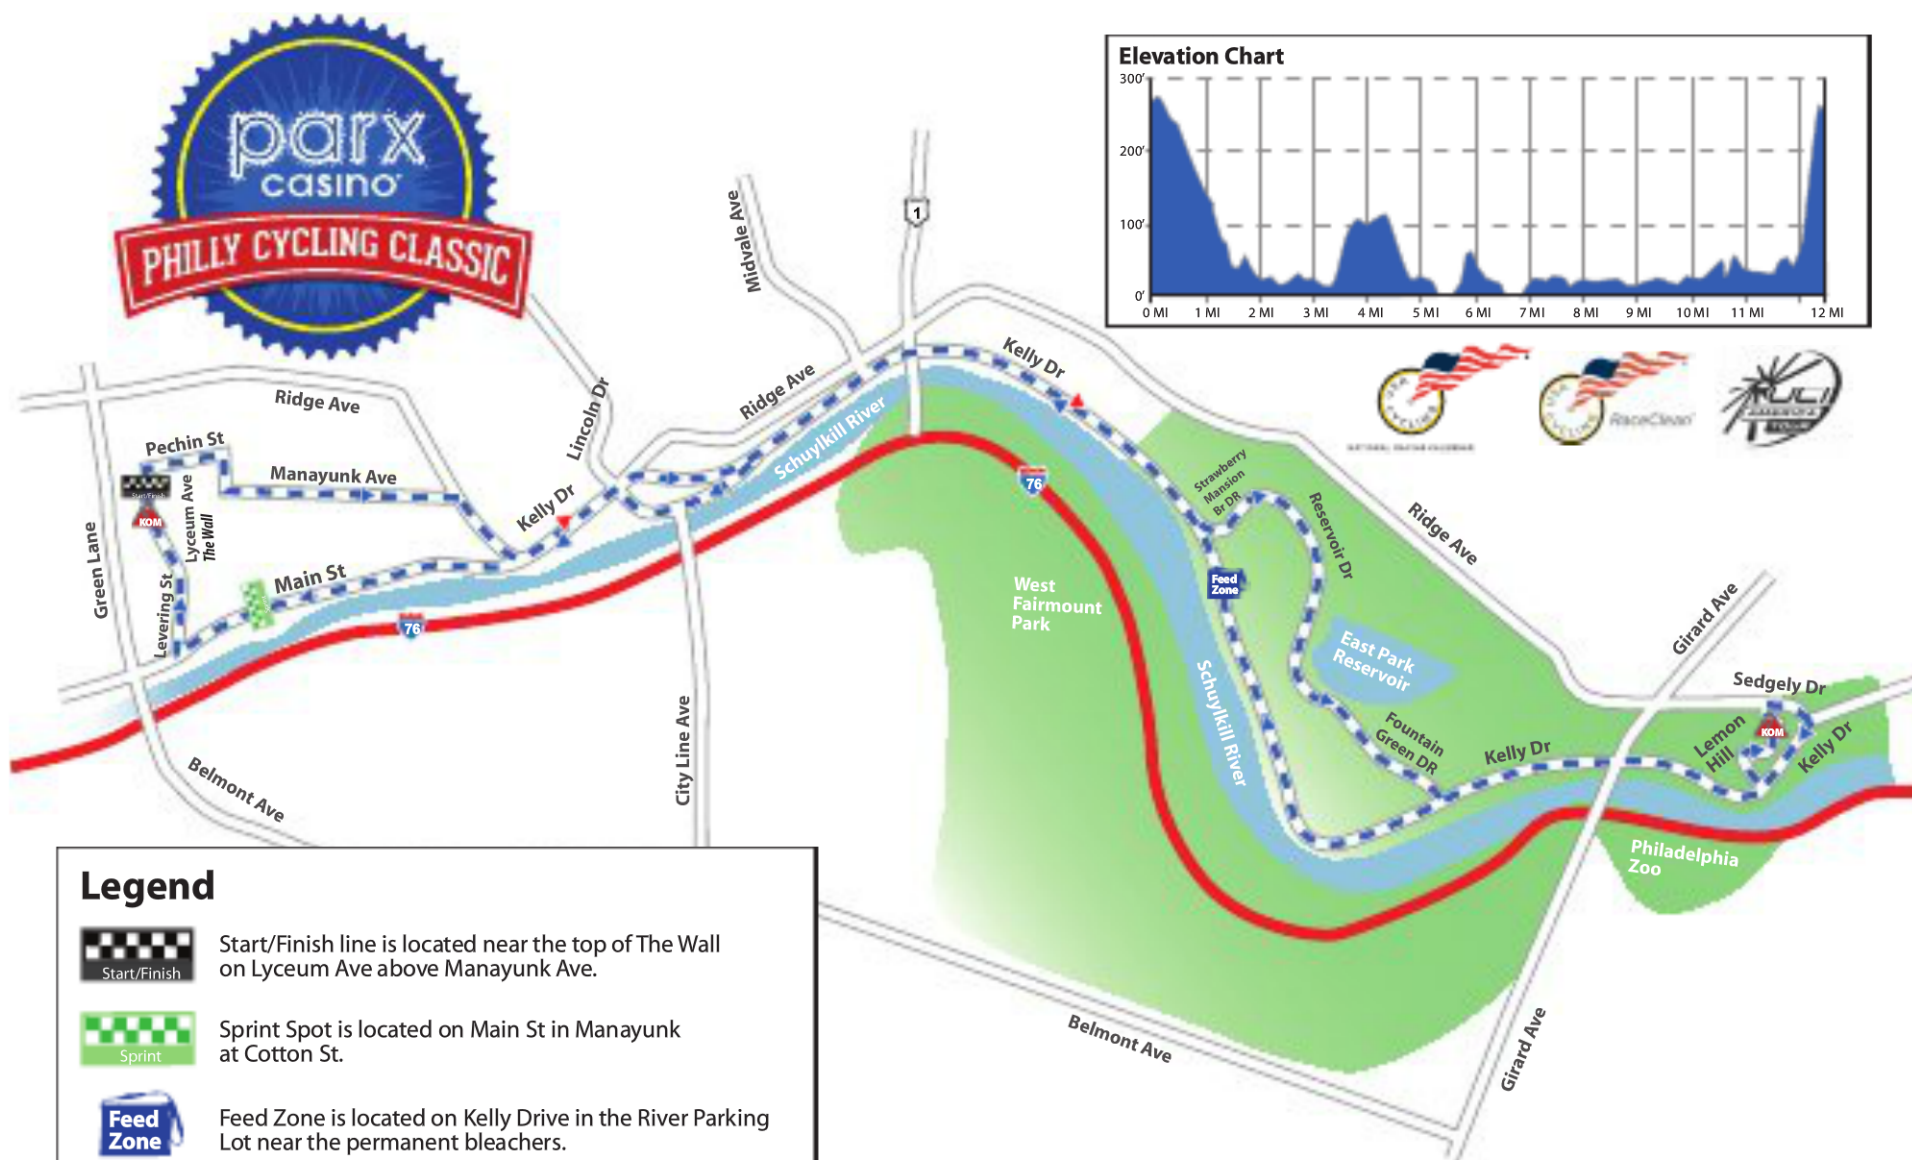 parx
casino
PHILLY CYCLING CLASSIC
Elevation Chart
300'
200'
100'
0'
0 MI
1 MI
2 MI
3 MI
4 MI
5 MI
6 MI
7 MI
8 MI
9 MI
10 MI
11 MI
12 MI
USA
CYCLING
RaceClean
UCI
AMERICA
TOUR
1
Midvale Ave
Ridge Ave
Lincoln Dr
Ridge Ave
Kelly Dr
Schuylkill River
Pechin St
Manayunk Ave
Start/Finish
KOM
Lyceum Ave
The Wall
Green Lane
Levering St
Main St
Kelly Dr
76
76
Strawberry
Mansion
Br DR
Reservoir Dr
Ridge Ave
Feed
Zone
West
Fairmount
Park
East Park
Reservoir
Schuylkill River
Fountain
Green DR
Kelly Dr
Girard Ave
Sedgely Dr
KOM
Lemon
Hill
Kelly Dr
Philadelphia
Zoo
City Line Ave
Belmont Ave
Belmont Ave
Girard Ave
Legend
Start/Finish
Start/Finish line is located near the top of The Wall
on Lyceum Ave above Manayunk Ave.
Sprint
Sprint Spot is located on Main St in Manayunk
at Cotton St.
Feed
Zone
Feed Zone is located on Kelly Drive in the River Parking
Lot near the permanent bleachers.